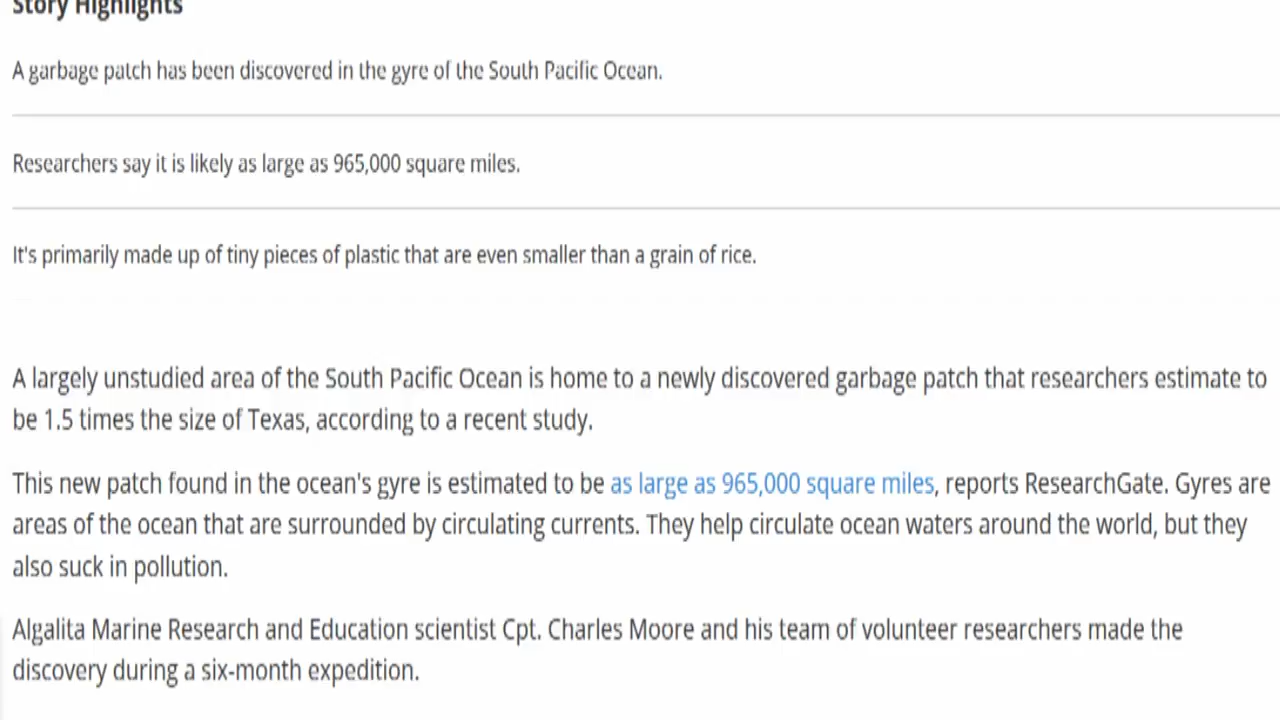 Story Highlights
A garbage patch has been discovered in the gyre of the South Pacific Ocean.
Researchers say it is likely as large as 965,000 square miles.
It's primarily made up of tiny pieces of plastic that are even smaller than a grain of rice.
A largely unstudied area of the South Pacific Ocean is home to a newly discovered garbage patch that researchers estimate to
be 1.5 times the size of Texas, according to a recent study.
This new patch found in the ocean's gyre is estimated to be as large as 965,000 square miles, reports ResearchGate. Gyres are
areas of the ocean that are surrounded by circulating currents. They help circulate ocean waters around the world, but they
also suck in pollution.
Algalita Marine Research and Education scientist Cpt. Charles Moore and his team of volunteer researchers made the
discovery during a six-month expedition.